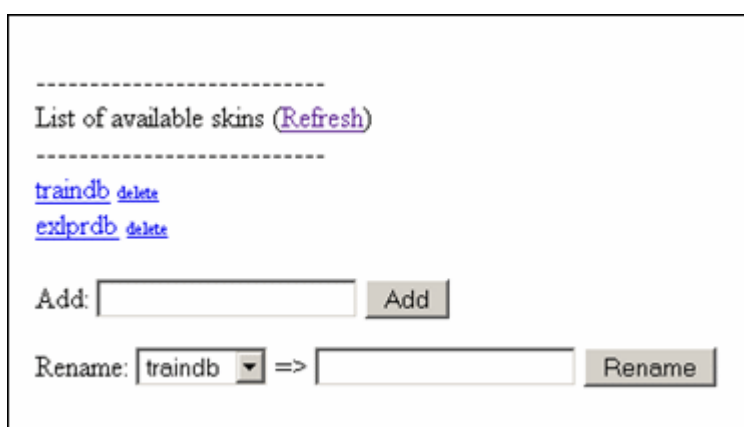 ---------------------------
List of available skins (Refresh)
---------------------------
traindb delete
exlprdb delete
Add: Add
Rename: traindb => Rename